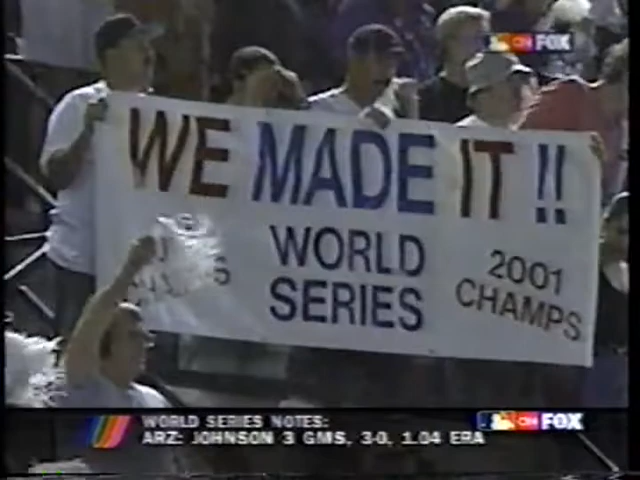 FOX
WE MADE IT !!
WORLD
SERIES
2001
CHAMPS
WORLD SERIES NOTES:
ARZ: JOHNSON 3 GMS, 3-0, 1.04 ERA
FOX